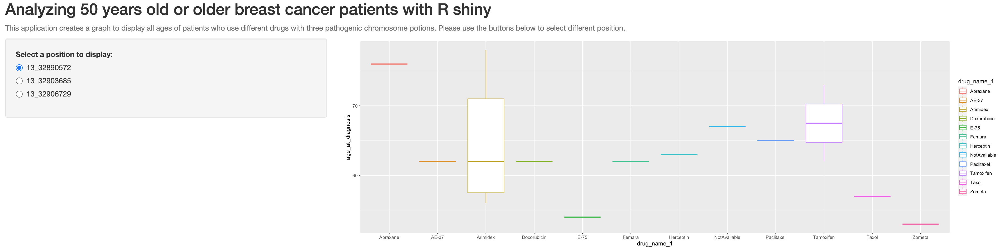 Analyzing 50 years old or older breast cancer patients with R shiny
This application creates a graph to display all ages of patients who use different drugs with three pathogenic chromosome potions. Please use the buttons below to select different position.
Select a position to display:
13_32890572
13_32903685
13_32906729
age_at_diagnosis
70
60
Abraxane AE-37 Arimidex Doxorubicin E-75 Femara Herceptin NotAvailable Paclitaxel Tamoxifen Taxol Zometa
drug_name_1
drug_name_1
Abraxane
AE-37
Arimidex
Doxorubicin
E-75
Femara
Herceptin
NotAvailable
Paclitaxel
Tamoxifen
Taxol
Zometa